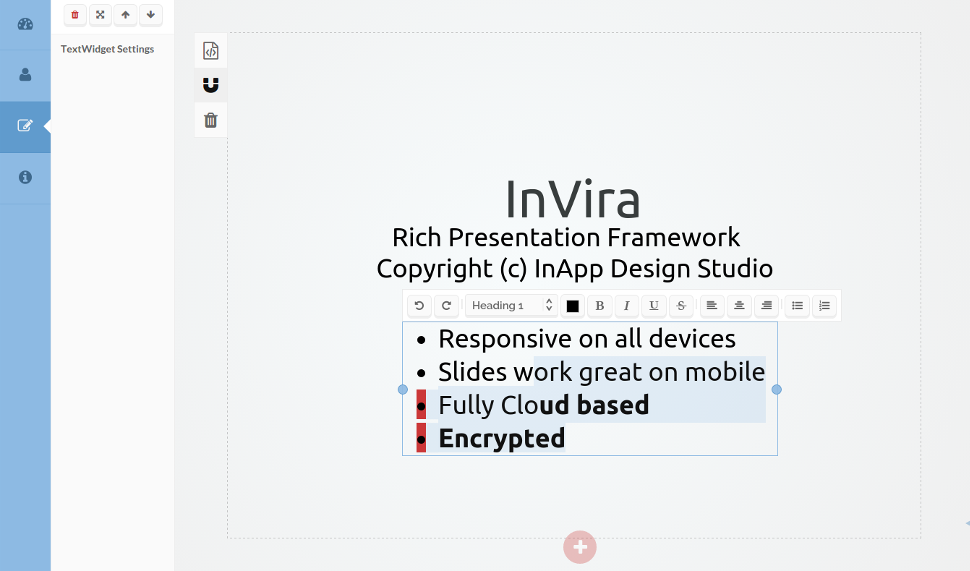 TextWidget Settings
InVira
Rich Presentation Framework
Copyright (c) InApp Design Studio
Heading 1
B I U S
• Responsive on all devices
• Slides work great on mobile
• Fully Cloud based
• Encrypted